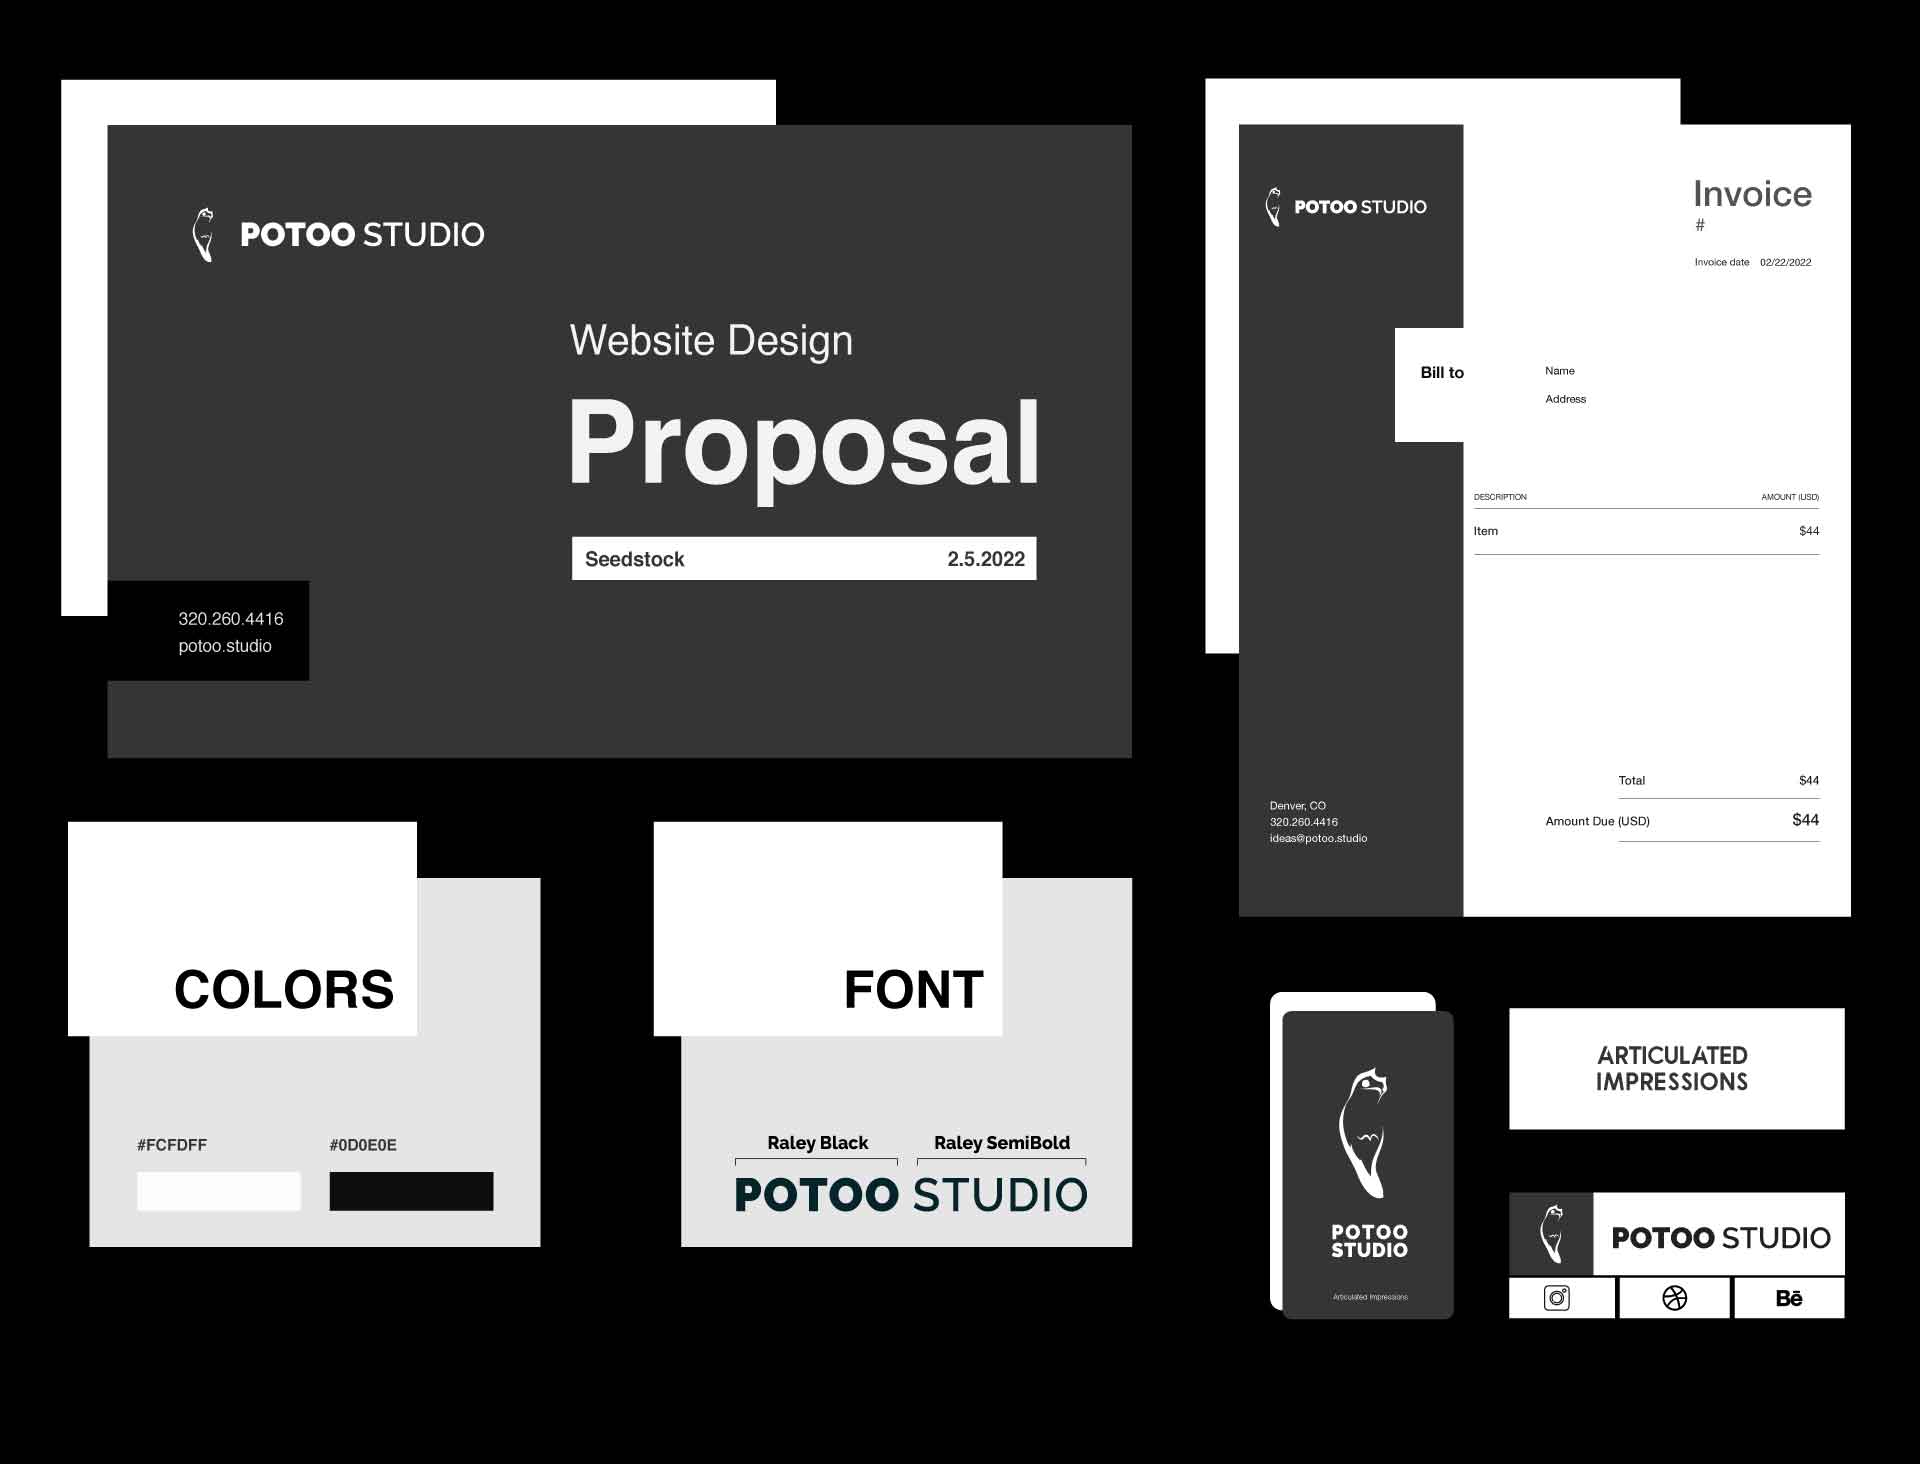 POTOO STUDIO
Website Design
Proposal
Seedstock 2.5.2022
320.260.4416
potoo.studio
POTOO STUDIO
Invoice
#
Invoice date 02/22/2022
Bill to
Name
Address
DESCRIPTION AMOUNT (USD)
Item $44
Total $44
Amount Due (USD) $44
Denver, CO
320.260.4416
ideas@potoo.studio
COLORS
#FCFDFF #0D0E0E
FONT
Raley Black Raley SemiBold
POTOO STUDIO
POTOO
STUDIO
Articulated Impressions
ARTICULATED
IMPRESSIONS
POTOO STUDIO
Bē